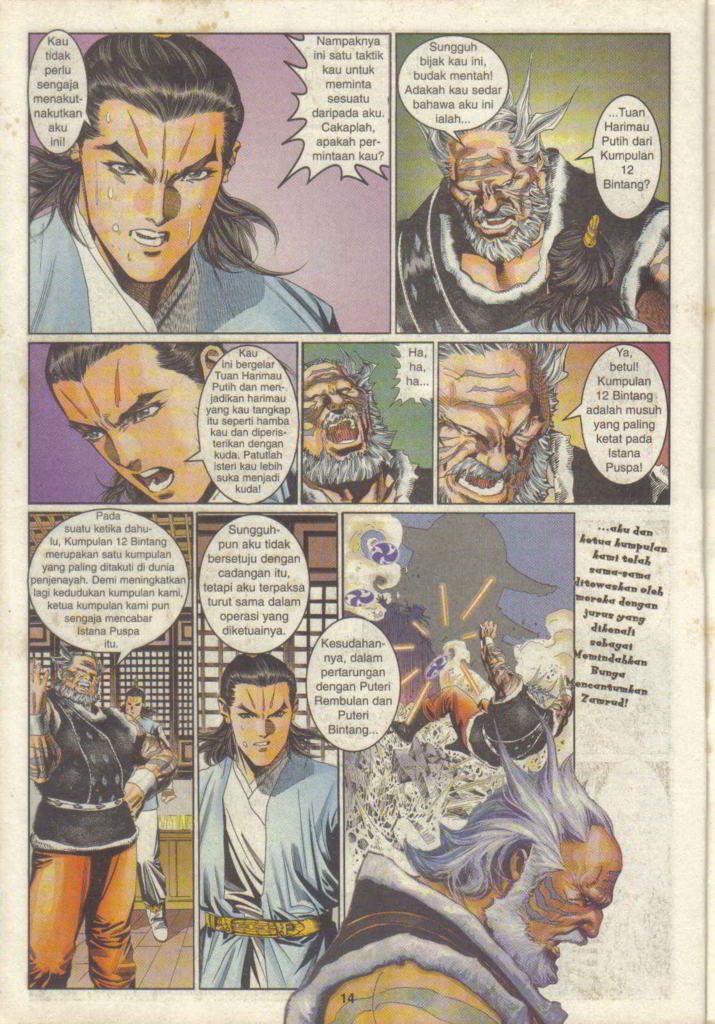 Kau
tidak
perlu
sengaja
menakut-
nakutkan
aku
ini!
Nampaknya
ini satu taktik
kau untuk
meminta
sesuatu
daripada aku.
Cakaplah,
apakah per-
mintaan kau?
Sungguh
bijak kau ini,
budak mentah!
Adakah kau sedar
bahawa aku ini
ialah...
...Tuan
Harimau
Putih dari
Kumpulan
12
Bintang?
Kau
ini bergelar
Tuan Harimau
Putih dan men-
jadikan harimau
yang kau tangkap
itu seperti hamba
kau dan diperis-
terikan dengan
kuda. Patutlah
isteri kau lebih
suka menjadi
kuda!
Ha,
ha,
ha...
Ya,
betul!
Kumpulan
12 Bintang
adalah musuh
yang paling
ketat pada
Istana
Puspa!
Pada
suatu ketika dahu-
lu, Kumpulan 12 Bintang
merupakan satu kumpulan
yang paling ditakuti di dunia
penjenayah. Demi meningkatkan
lagi kedudukan kumpulan kami,
ketua kumpulan kami pun
sengaja mencabar
Istana Puspa
itu.
Sungguh-
pun aku tidak
bersetuju dengan
cadangan itu,
tetapi aku terpaksa
turut sama dalam
operasi yang
diketuainya.
Kesudahan-
nya, dalam
pertarungan
dengan Puteri
Rembulan dan
Puteri
Bintang...
...aku dan
ketua kumpulan
kami telah
sama-sama
ditewaskan oleh
mereka dengan
jurus yang
dikenali
sebagai
Memindahkan
Bunga
Mencantumkan
Zamrud!
14